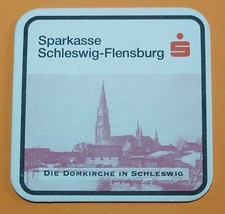 Sparkasse
Schleswig-Flensburg
Die Domkirche in Schleswig